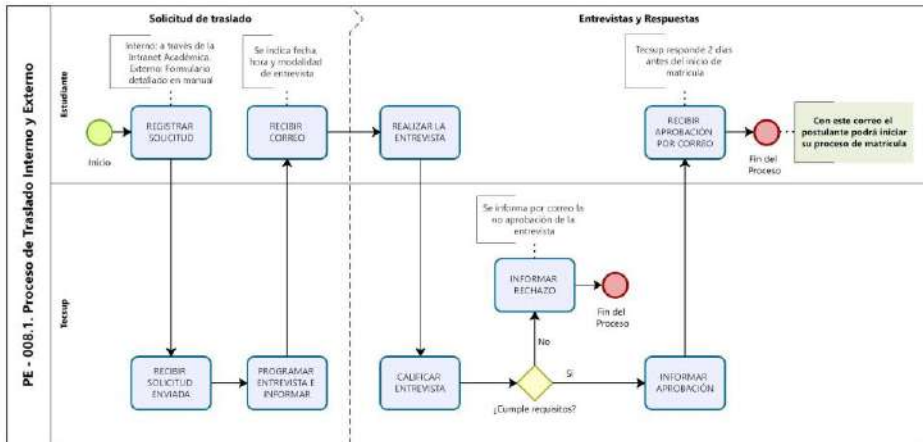 PE - 008.1. Proceso de Traslado Interno y Externo
Solicitud de traslado
Entrevistas y Respuestas
Estudiante
Interno: a través de la
Intranet Académica.
Externo: Formulario
detallado en manual
Se indica fecha,
hora y modalidad
de entrevista
Tecsup responde 2 días
antes del inicio de
matrícula
Inicio
REGISTRAR
SOLICITUD
RECIBIR
CORREO
REALIZAR LA
ENTREVISTA
RECIBIR
APROBACIÓN
POR CORREO
Fin del
Proceso
Con este correo el
postulante podrá iniciar
su proceso de matrícula
Tecsup
Se informa por correo la
no aprobación de la
entrevista
INFORMAR
RECHAZO
Fin del
Proceso
No
RECIBIR
SOLICITUD
ENVIADA
PROGRAMAR
ENTREVISTA E
INFORMAR
CALIFICAR
ENTREVISTA
¿Cumple requisitos?
Sí
INFORMAR
APROBACIÓN